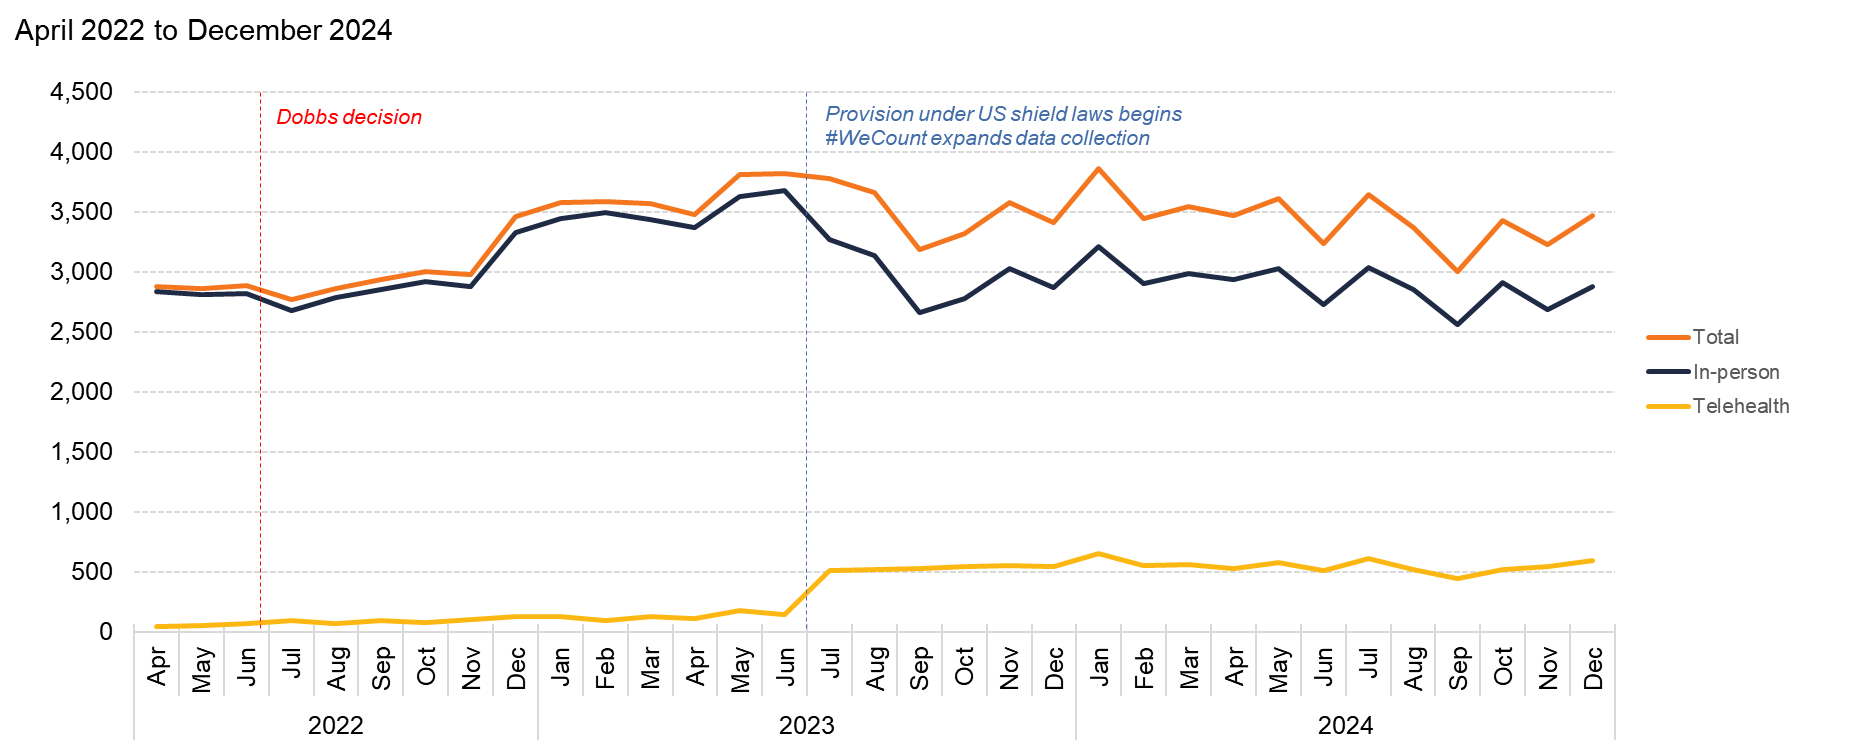 April 2022 to December 2024
4,500
4,000
3,500
3,000
2,500
2,000
1,500
1,000
500
0
Dobbs decision
Provision under US shield laws begins
#WeCount expands data collection
Total
In-person
Telehealth
Apr
May
Jun
Jul
Aug
Sep
Oct
Nov
Dec
Jan
Feb
Mar
Apr
May
Jun
Jul
Aug
Sep
Oct
Nov
Dec
Jan
Feb
Mar
Apr
May
Jun
Jul
Aug
Sep
Oct
Nov
Dec
2022
2023
2024